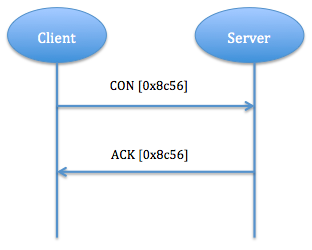 Client
Server
CON [0x8c56]
ACK [0x8c56]